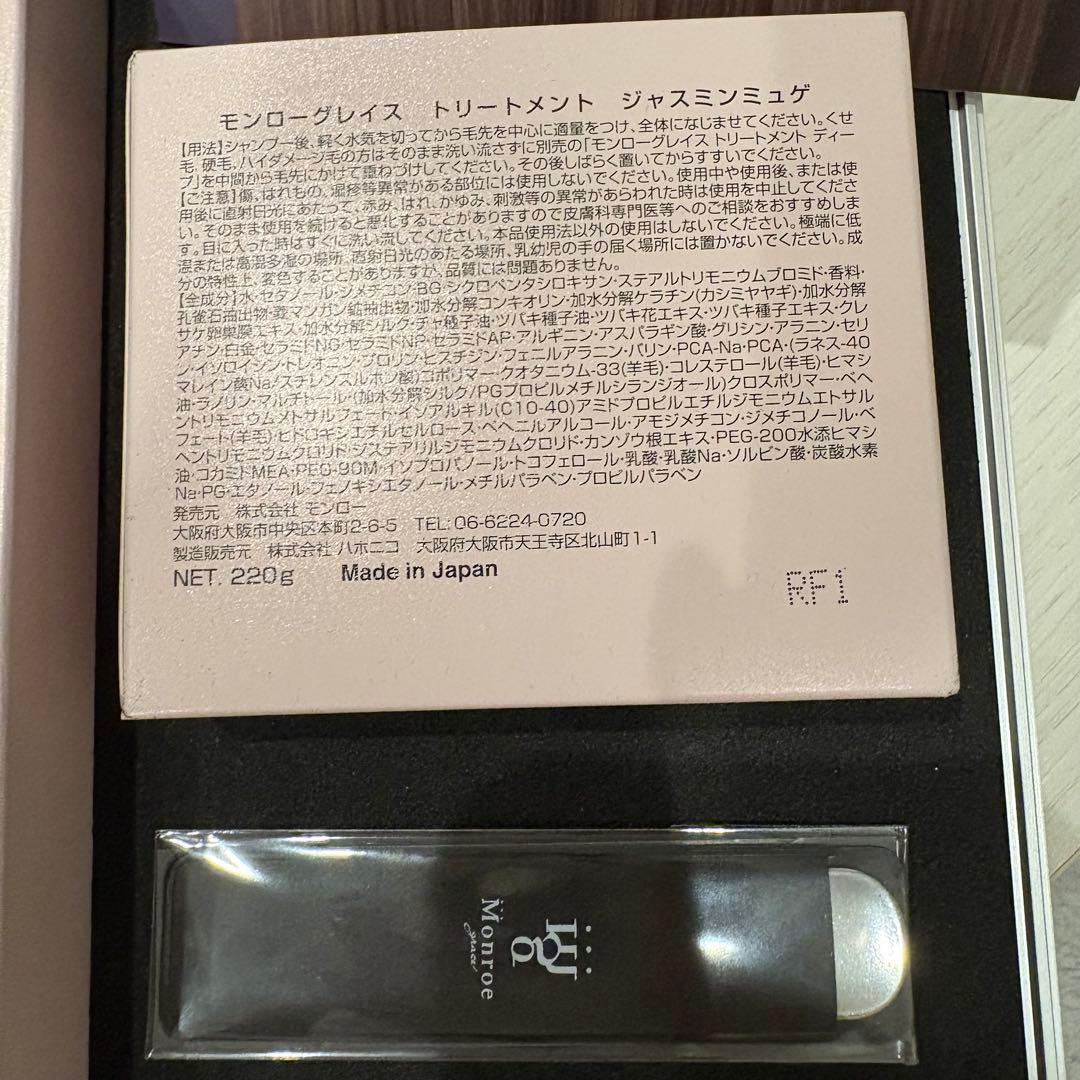 モンローグレイス　トリートメント　ジャスミンミュゲ
【用法】シャンプー後、軽く水気を切ってから毛先を中心に適量をつけ、全体になじませてください。くせ
毛、硬毛、ハイダメージ毛の方はそのまま洗い流さずに別売の「モンローグレイス トリートメント ディー
プ」を中間から毛先にかけて重ねづけしてください。その後しばらく置いてからすすいでください。
【ご注意】傷、はれもの、湿疹等異常がある部位には使用しないでください。使用中や使用後、または使
用後に直射日光にあたって、赤み、はれ、かゆみ、刺激等の異常があらわれた時は使用を中止してくださ
い。そのまま使用を続けると悪化することがありますので皮膚科専門医等へのご相談をおすすめしま
す。目に入った時はすぐに洗い流してください。本品使用法以外の使用はしないでください。極端に低
温または高温多湿の場所、直射日光のあたる場所、乳幼児の手の届く場所には置かないでください。成
分の特性上、変色することがありますが、品質には問題ありません。
【全成分】水・セタノール・ジメチコン・BG・シクロペンタシロキサン・ステアルトリモニウムブロミド・香料・
孔雀石抽出物・菱マンガン鉱抽出物・加水分解コンキオリン・加水分解ケラチン(カシミヤヤギ)・加水分解
サケ卵巣膜エキス・加水分解シルク・チャ種子油・ツバキ種子油・ツバキ花エキス・ツバキ種子エキス・クレ
アチン・白金・セラミドNG・セラミドNP・セラミドAP・アルギニン・アスパラギン酸・グリシン・アラニン・セリ
ン・イソロイシン・トレオニン・プロリン・ヒスチジン・フェニルアラニン・バリン・PCA-Na・PCA・(ラネス-40
マレイン酸Na/スチレンスルホン酸)コポリマー・クオタニウム-33(羊毛)・コレステロール(羊毛)・ヒマシ
油・ラノリン・マルチトール・(加水分解シルク/PGプロピルメチルシランジオール)クロスポリマー・ベヘ
ントリモニウムメトサルフェート・イソアルキル(C10-40)アミドプロピルエチルジモニウムエトサル
フェート(羊毛)・ヒドロキシエチルセルロース・ベヘニルアルコール・アモジメチコン・ジメチコノール・ベ
ヘントリモニウムクロリド・ジステアリルジモニウムクロリド・カンゾウ根エキス・PEG-200水添ヒマシ
油・コカミドMEA・PEG-90M・イソプロパノール・トコフェロール・乳酸・乳酸Na・ソルビン酸・炭酸水素
Na・PG・エタノール・フェノキシエタノール・メチルパラベン・プロピルパラベン
発売元　株式会社 モンロー
大阪府大阪市中央区本町2-6-5　TEL: 06-6224-0720
製造販売元　株式会社 ハホニコ　大阪府大阪市天王寺区北山町1-1
NET. 220g　Made in Japan
RF1
Monroe
grace